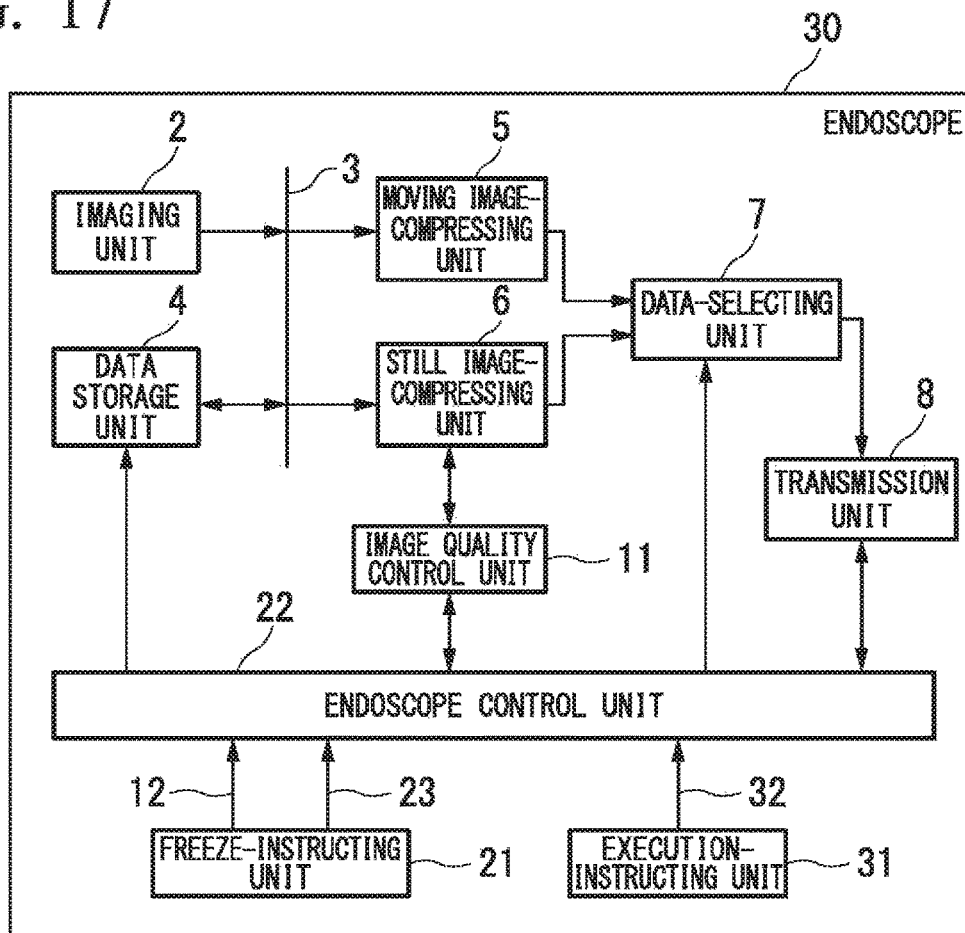 G. 17
30
ENDOSCOPE
2
IMAGING
UNIT
3
5
MOVING IMAGE-
COMPRESSING
UNIT
7
DATA-SELECTING
UNIT
4
DATA
STORAGE
UNIT
6
STILL IMAGE-
COMPRESSING
UNIT
8
TRANSMISSION
UNIT
IMAGE QUALITY
CONTROL UNIT
11
22
ENDOSCOPE CONTROL UNIT
12
23
32
FREEZE-INSTRUCTING
UNIT
21
EXECUTION-
INSTRUCTING UNIT
31